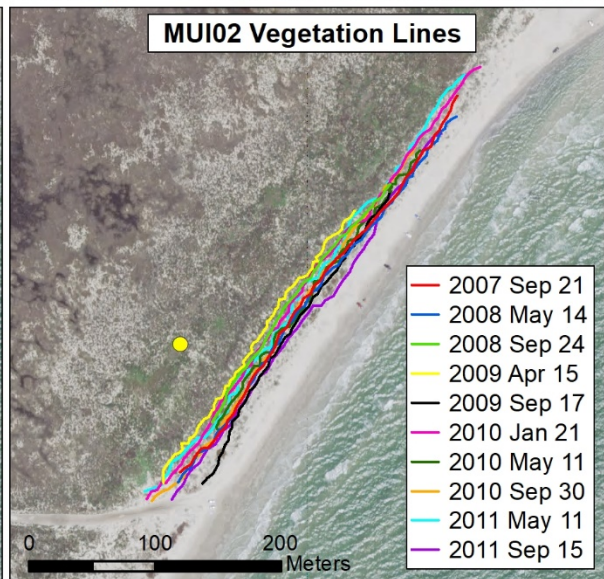 MUI02 Vegetation Lines
2007 Sep 21
2008 May 14
2008 Sep 24
2009 Apr 15
2009 Sep 17
2010 Jan 21
2010 May 11
2010 Sep 30
2011 May 11
2011 Sep 15
0 100 200
Meters